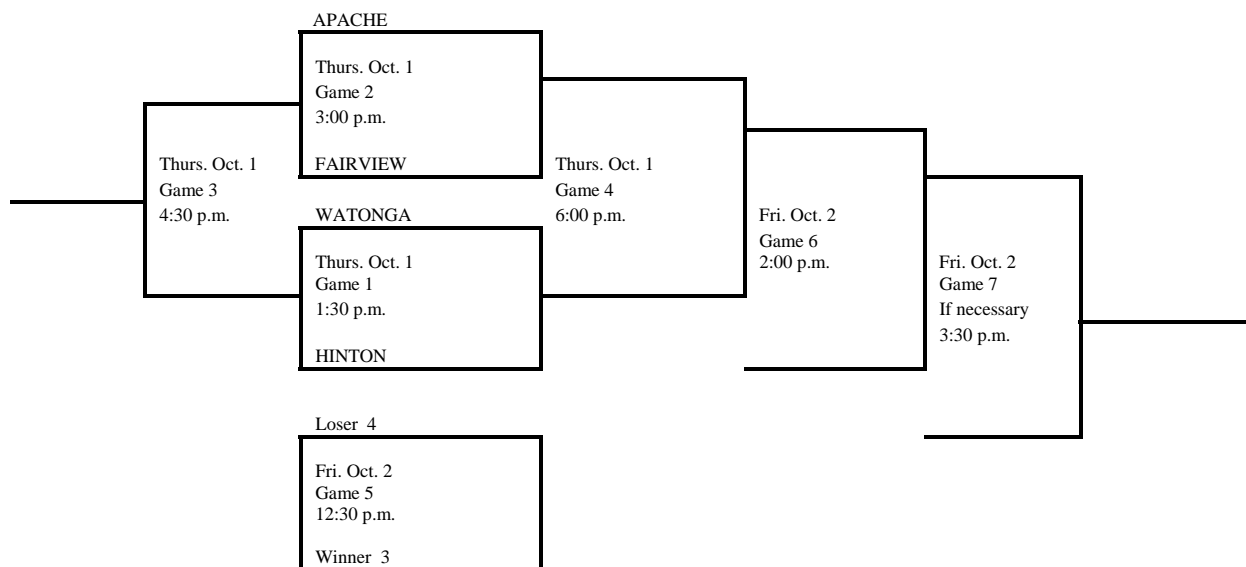 APACHE
Thurs. Oct. 1
Game 2
3:00 p.m.
FAIRVIEW
Thurs. Oct. 1
Game 3
4:30 p.m.
Thurs. Oct. 1
Game 4
6:00 p.m.
WATONGA
Thurs. Oct. 1
Game 1
1:30 p.m.
HINTON
Fri. Oct. 2
Game 6
2:00 p.m.
Fri. Oct. 2
Game 7
If necessary
3:30 p.m.
Loser 4
Fri. Oct. 2
Game 5
12:30 p.m.
Winner 3